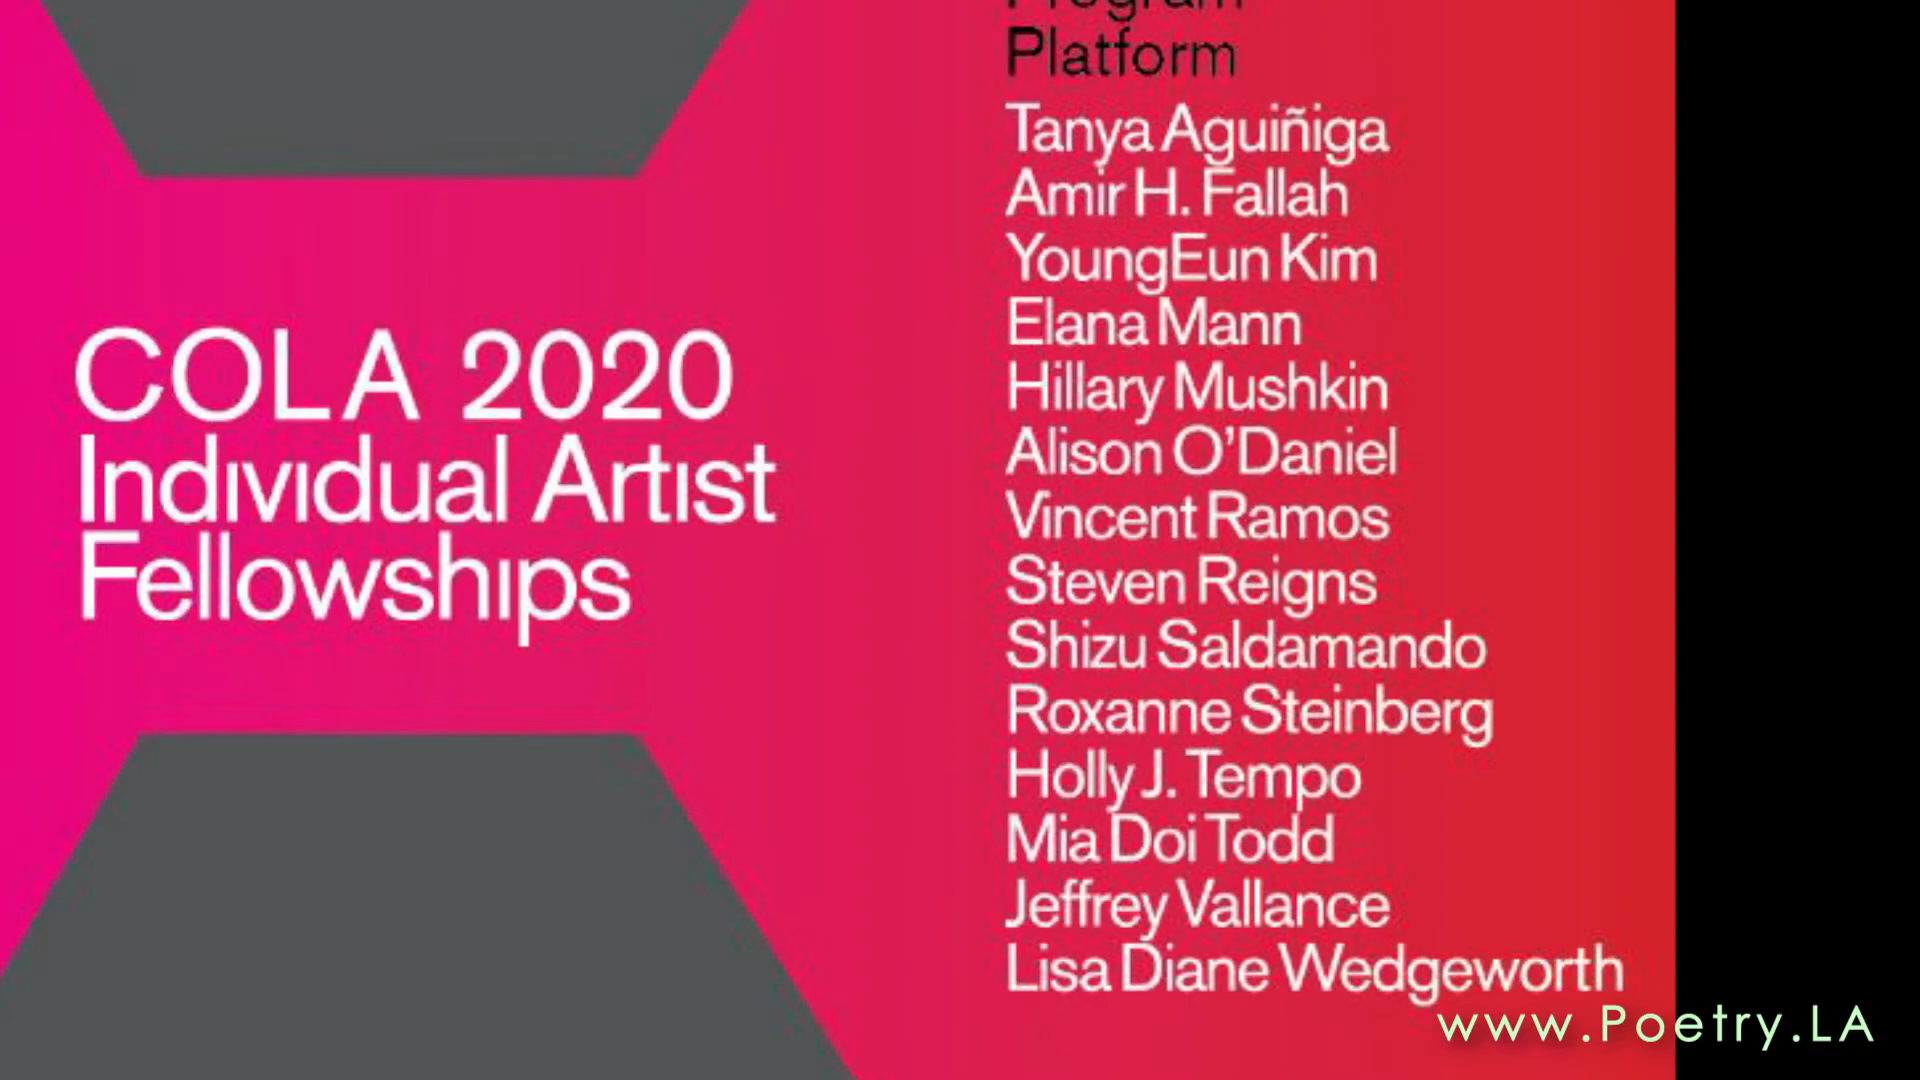 COLA 2020
Individual Artist
Fellowships
Program
Platform
Tanya Aguiñiga
Amir H. Fallah
YoungEun Kim
Elana Mann
Hillary Mushkin
Alison O’Daniel
Vincent Ramos
Steven Reigns
Shizu Saldamando
Roxanne Steinberg
Holly J. Tempo
Mia Doi Todd
Jeffrey Vallance
Lisa Diane Wedgeworth
www.Poetry.LA